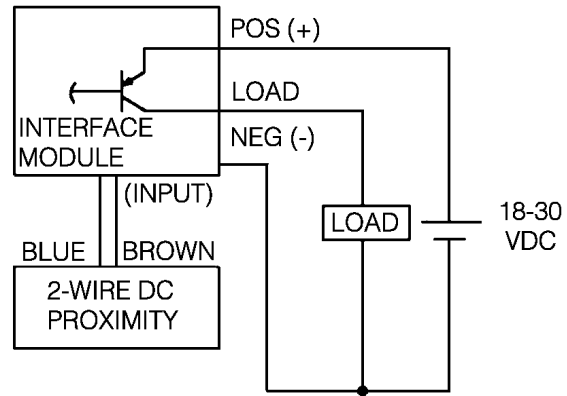 POS (+)
LOAD
INTERFACE
MODULE
NEG (-)
(INPUT)
LOAD
18-30
VDC
BLUE
BROWN
2-WIRE DC
PROXIMITY